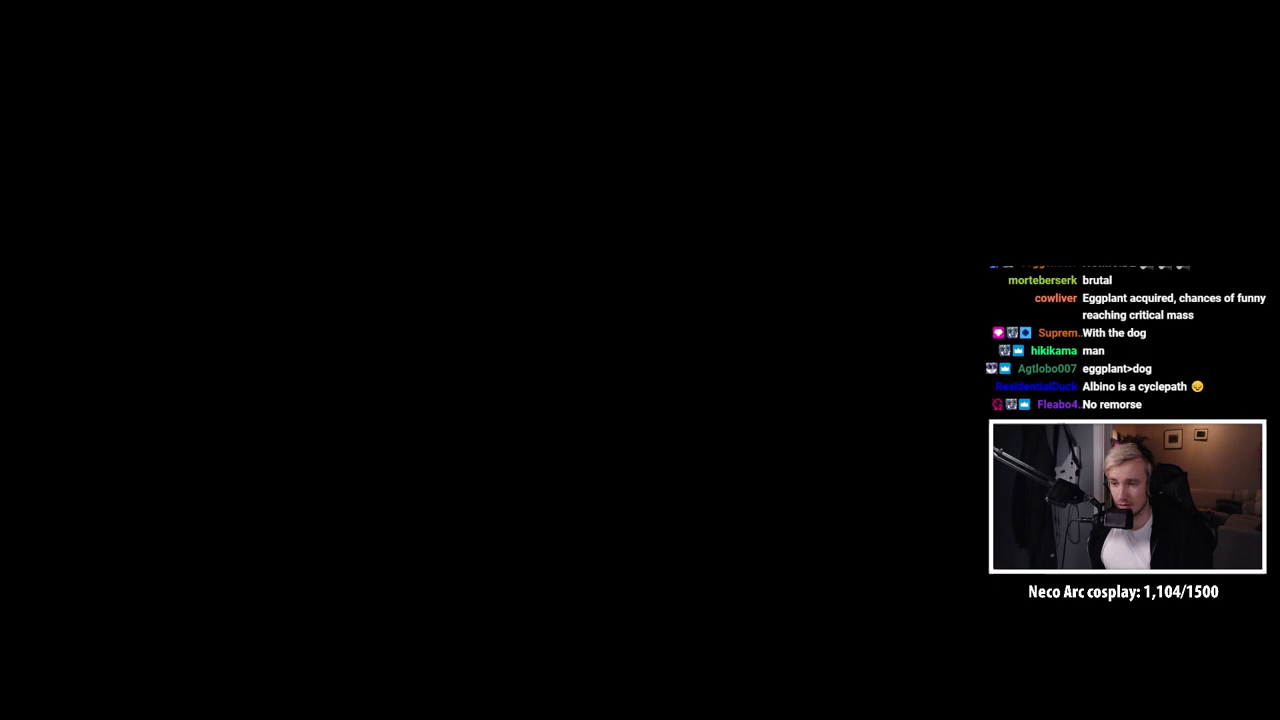 morteberserk brutal
cowliver Eggplant acquired, chances of funny
reaching critical mass
Suprem.. With the dog
hikikama man
Agtlobo007 eggplant>dog
ResidentialDuck Albino is a cyclepath
Fleabo4.. No remorse
Neco Arc cosplay: 1,104/1500